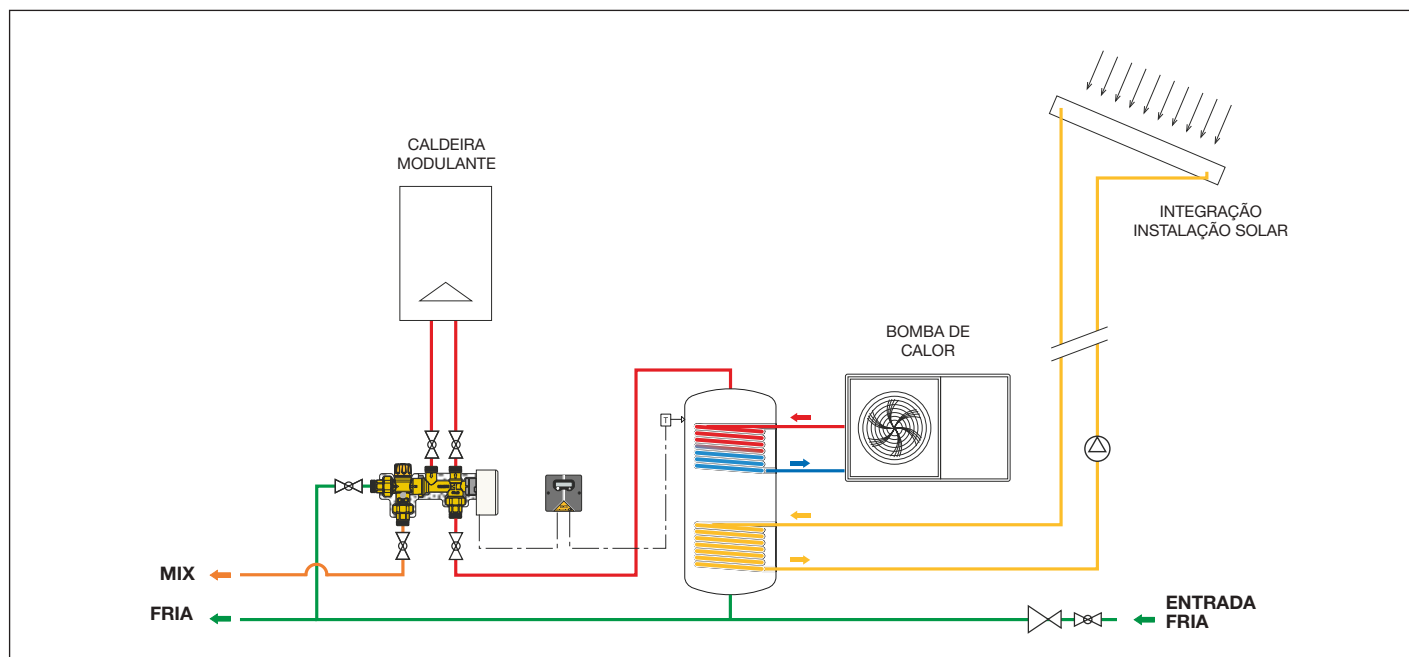 CALDEIRA
MODULANTE
INTEGRAÇÃO
INSTALAÇÃO SOLAR
BOMBA DE
CALOR
T
MIX
FRIA
ENTRADA
FRIA